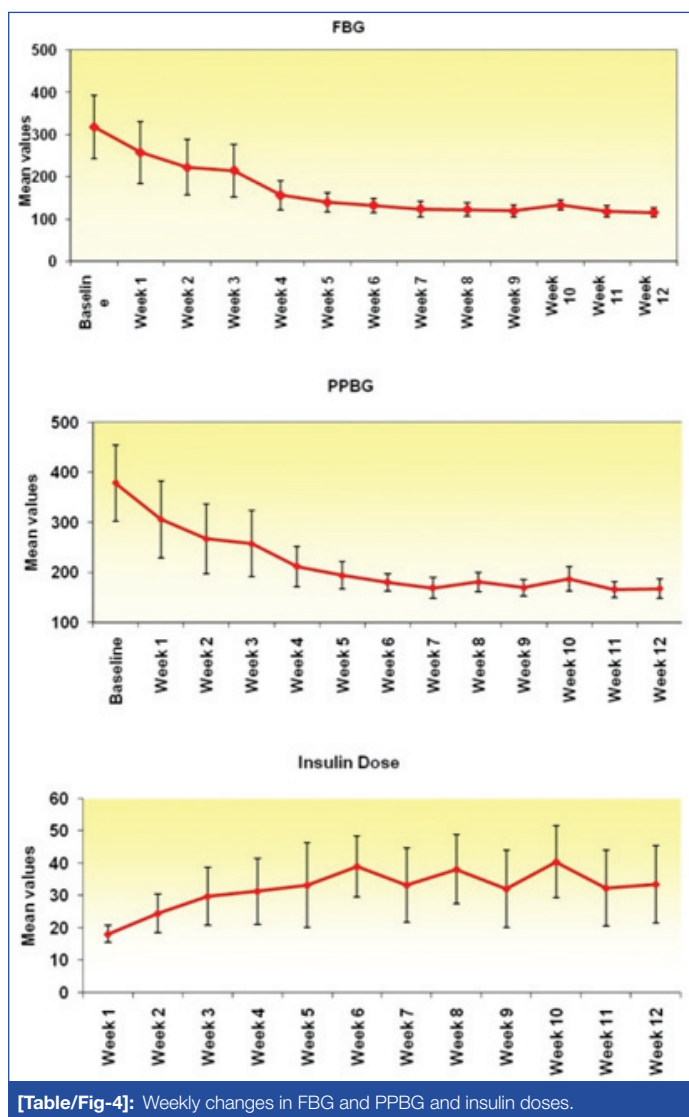 FBG
Mean values
500
400
300
200
100
0
Baselin
e
Week 1
Week 2
Week 3
Week 4
Week 5
Week 6
Week 7
Week 8
Week 9
Week
10
Week
11
Week
12
PPBG
Mean values
500
400
300
200
100
Baseline
Week 1
Week 2
Week 3
Week 4
Week 5
Week 6
Week 7
Week 8
Week 9
Week 10
Week 11
Week 12
Insulin Dose
Mean values
60
50
40
30
20
10
0
Week 1
Week 2
Week 3
Week 4
Week 5
Week 6
Week 7
Week 8
Week 9
Week 10
Week 11
Week 12
[Table/Fig-4]: Weekly changes in FBG and PPBG and insulin doses.